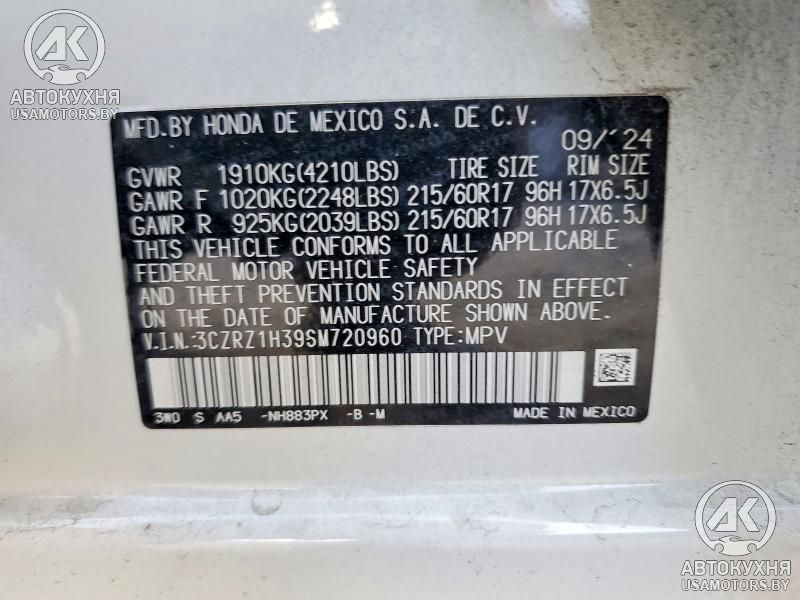 AK
АВТОКУХНЯ
USAMOTORS.BY
MFD.BY HONDA DE MEXICO S.A. DE C.V.
09/'24
GVWR 1910KG(4210LBS) TIRE SIZE RIM SIZE
GAWR F 1020KG(2248LBS) 215/60R17 96H 17X6.5J
GAWR R 925KG(2039LBS) 215/60R17 96H 17X6.5J
THIS VEHICLE CONFORMS TO ALL APPLICABLE
FEDERAL MOTOR VEHICLE SAFETY
AND THEFT PREVENTION STANDARDS IN EFFECT
ON THE DATE OF MANUFACTURE SHOWN ABOVE.
V.I.N.:3CZRZ1H39SM720960 TYPE:MPV
3W0 S AA5 -NH883PX -B -M MADE IN MEXICO
AK
АВТОКУХНЯ
USAMOTORS.BY